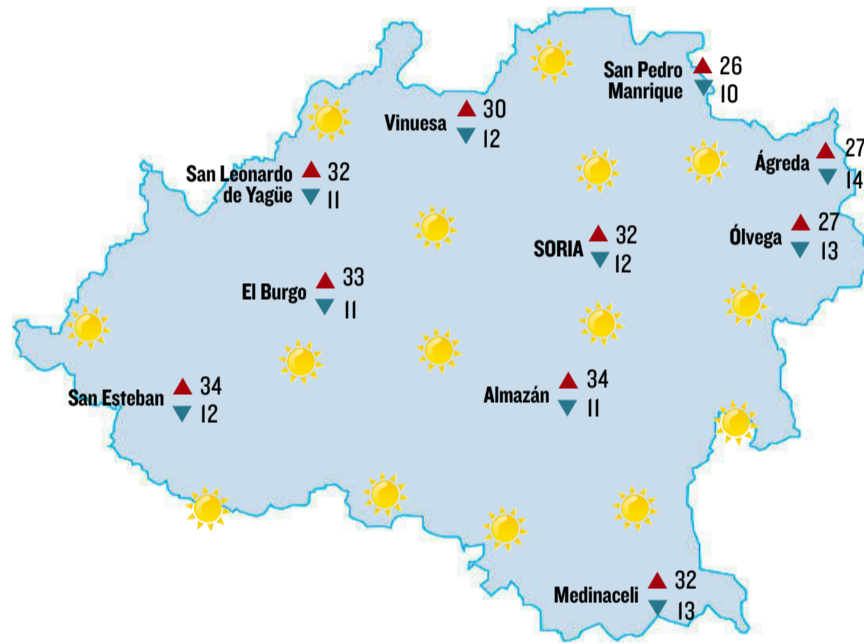 San Pedro
Manrique
▲ 26
▼ 10
Vinuesa
▲ 30
▼ 12
Ágreda
▲ 27
▼ 14
San Leonardo
de Yagüe
▲ 32
▼ 11
Ólvega
▲ 27
▼ 13
SORIA
▲ 32
▼ 12
El Burgo
▲ 33
▼ 11
San Esteban
▲ 34
▼ 12
Almazán
▲ 34
▼ 11
Medinaceli
▲ 32
▼ 13